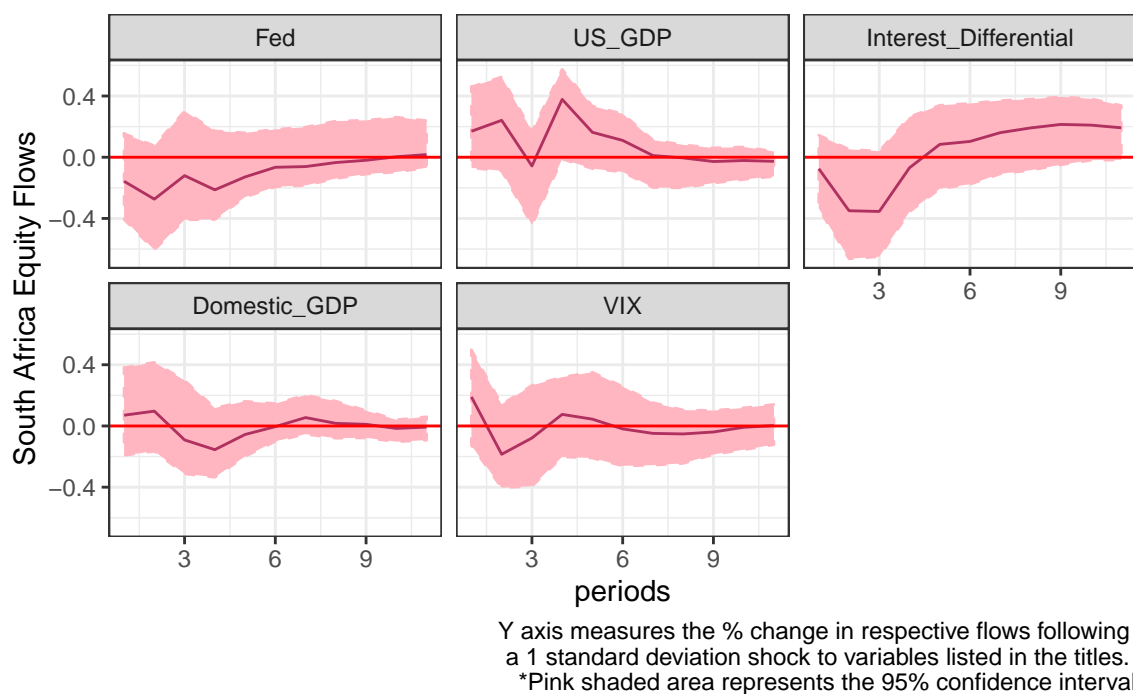 Fed
US_GDP
Interest_Differential
South Africa Equity Flows
0.4
0.0
−0.4
3
6
9
Domestic_GDP
VIX
0.4
0.0
−0.4
3
6
9
3
6
9
periods
Y axis measures the % change in respective flows following
a 1 standard deviation shock to variables listed in the titles.
*Pink shaded area represents the 95% confidence interval